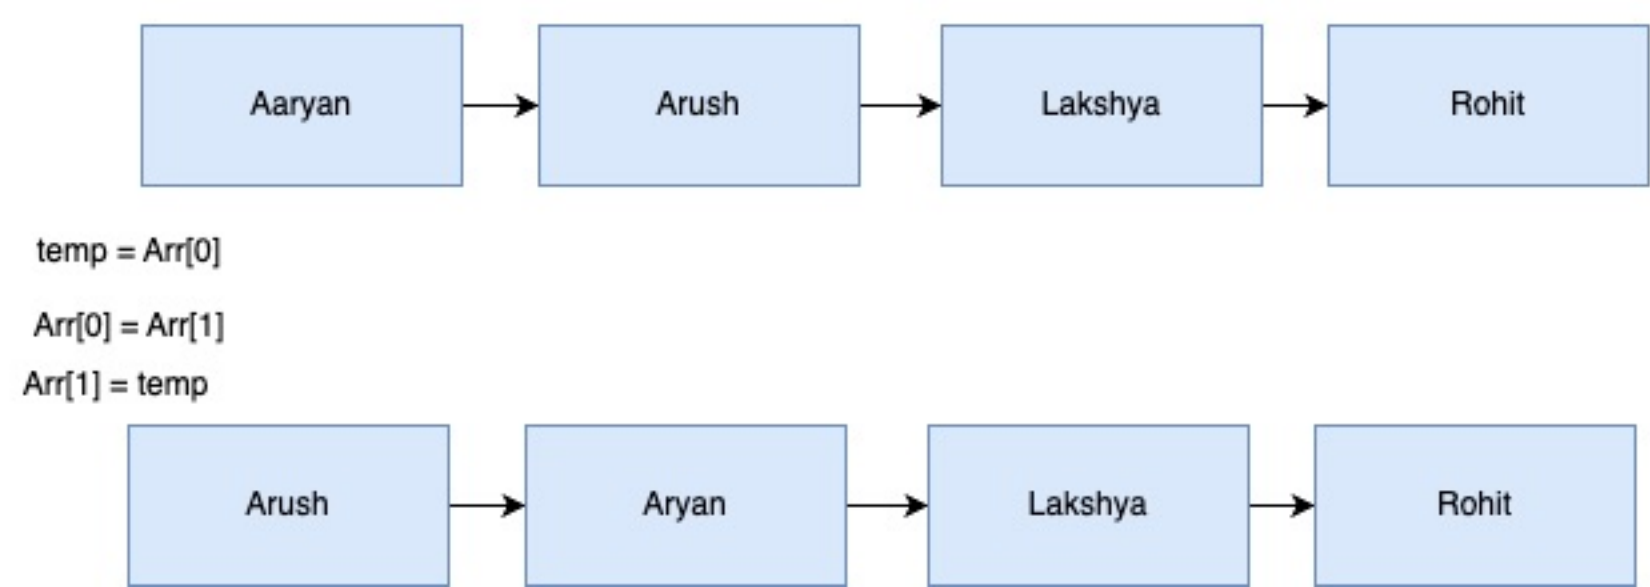 Aaryan Arush Lakshya Rohit
temp = Arr[0]
Arr[0] = Arr[1]
Arr[1] = temp
Arush Aryan Lakshya Rohit